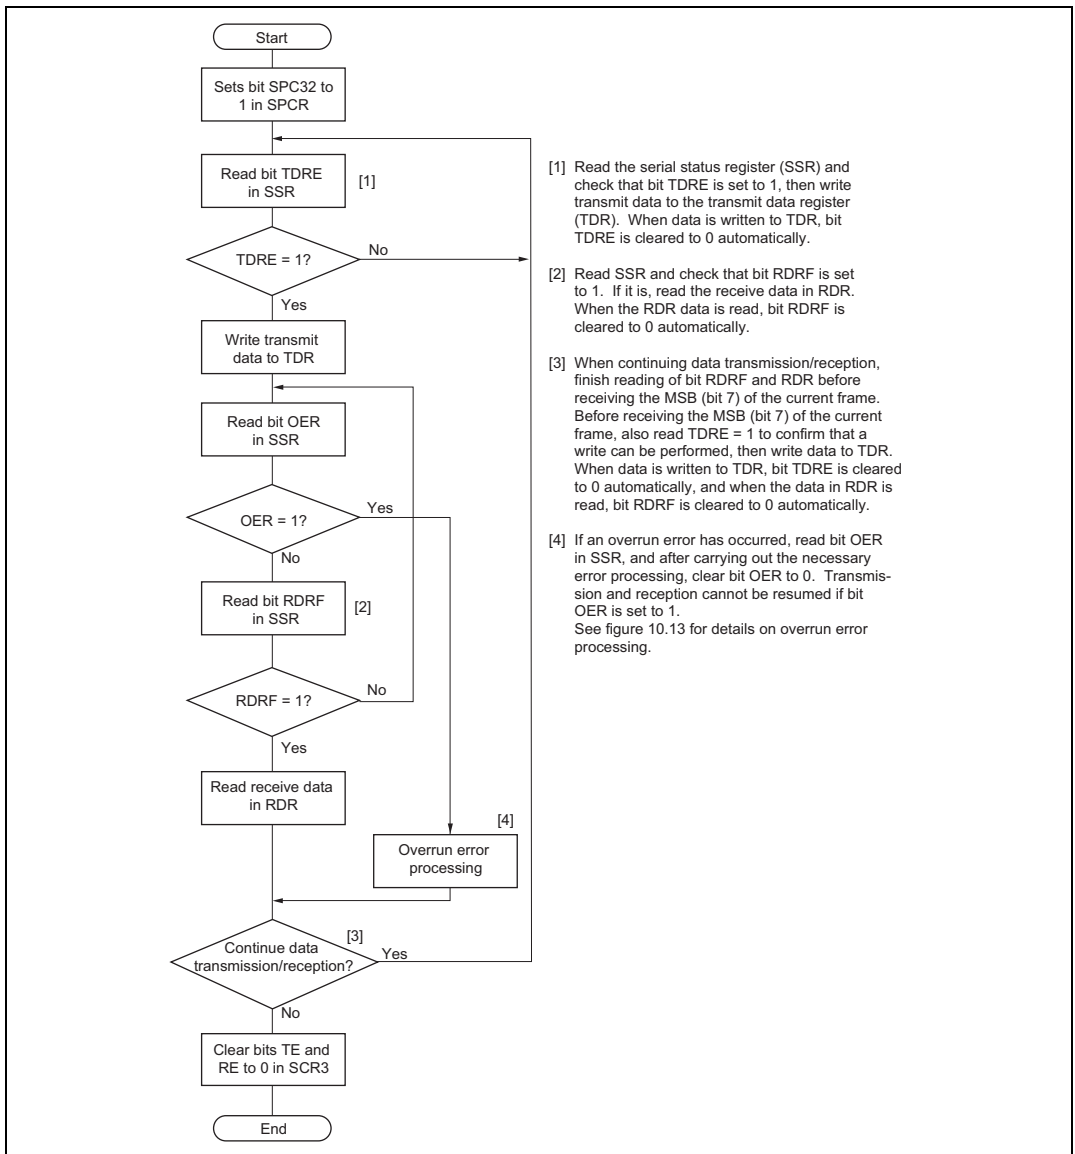 Start
Sets bit SPC32 to
1 in SPCR
Read bit TDRE
in SSR
[1]
TDRE = 1?
No
Yes
Write transmit
data to TDR
Read bit OER
in SSR
OER = 1?
Yes
No
Read bit RDRF
in SSR
[2]
RDRF = 1?
No
Yes
Read receive data
in RDR
[4]
Overrun error
processing
Continue data
transmission/reception?
[3]
Yes
No
Clear bits TE and
RE to 0 in SCR3
End
[1] Read the serial status register (SSR) and
check that bit TDRE is set to 1, then write
transmit data to the transmit data register
(TDR). When data is written to TDR, bit
TDRE is cleared to 0 automatically.
[2] Read SSR and check that bit RDRF is set
to 1. If it is, read the receive data in RDR.
When the RDR data is read, bit RDRF is
cleared to 0 automatically.
[3] When continuing data transmission/reception,
finish reading of bit RDRF and RDR before
receiving the MSB (bit 7) of the current frame.
Before receiving the MSB (bit 7) of the current
frame, also read TDRE = 1 to confirm that a
write can be performed, then write data to TDR.
When data is written to TDR, bit TDRE is cleared
to 0 automatically, and when the data in RDR is
read, bit RDRF is cleared to 0 automatically.
[4] If an overrun error has occurred, read bit OER
in SSR, and after carrying out the necessary
error processing, clear bit OER to 0. Transmis-
sion and reception cannot be resumed if bit
OER is set to 1.
See figure 10.13 for details on overrun error
processing.